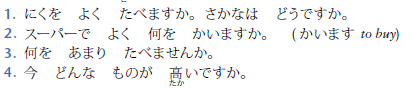 1. にくを よく たべますか。さかなは どうですか。
2. スーパーで よく 何を かいますか。 (かいます to buy)
3. 何を あまり たべませんか。
4. 今 どんな ものが 高いですか。
たか